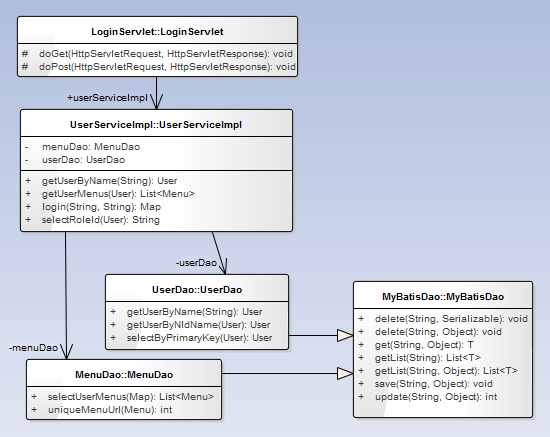 LoginServlet::LoginServlet
# doGet(HttpServletRequest, HttpServletResponse): void
# doPost(HttpServletRequest, HttpServletResponse): void
+userServiceImpl
UserServiceImpl::UserServiceImpl
- menuDao: MenuDao
- userDao: UserDao
+ getUserByName(String): User
+ getUserMenus(User): List<Menu>
+ login(String, String): Map
+ selectRoleId(User): String
-userDao
UserDao::UserDao
+ getUserByName(String): User
+ getUserByNIdName(User): User
+ selectByPrimaryKey(User): User
MyBatisDao::MyBatisDao
+ delete(String, Serializable): void
+ delete(String, Object): void
+ get(String, Object): T
+ getList(String): List<T>
+ getList(String, Object): List<T>
+ save(String, Object): void
+ update(String, Object): int
-menuDao
MenuDao::MenuDao
+ selectUserMenus(Map): List<Menu>
+ uniqueMenuUrl(Menu): int